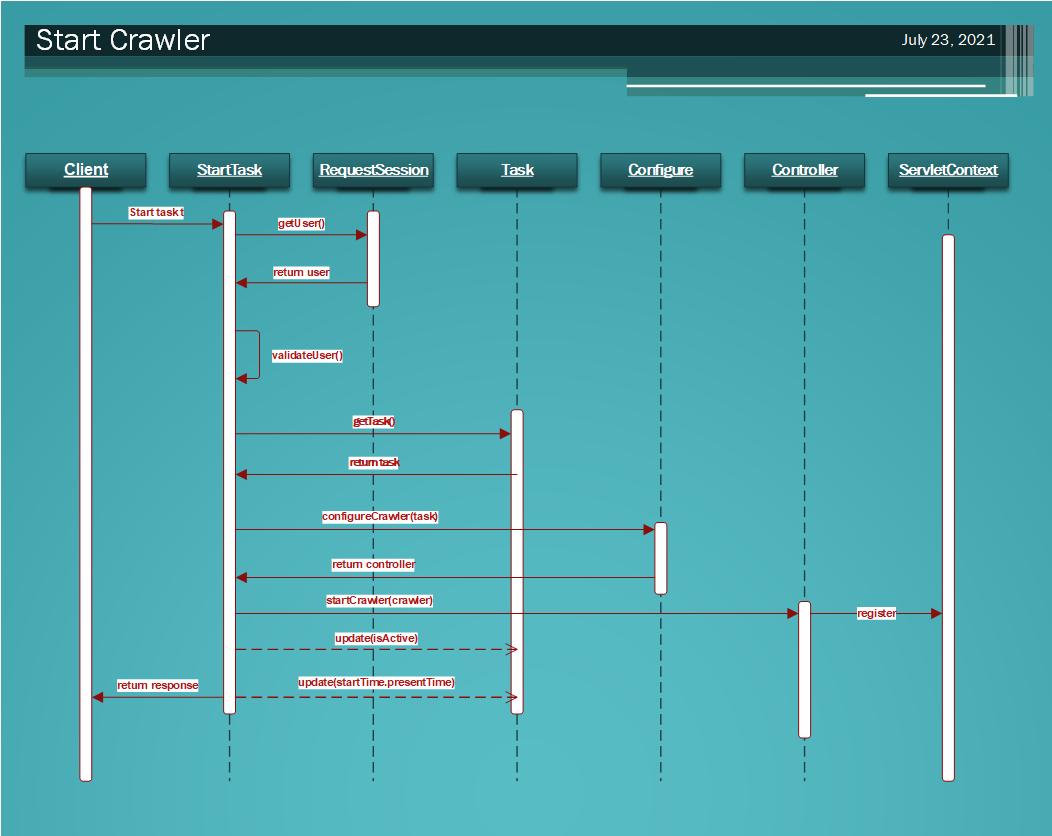 Start Crawler
July 23, 2021
Client
StartTask
RequestSession
Task
Configure
Controller
ServletContext
Start task t
getUser()
return user
validateUser()
getTask()
return task
configureCrawler(task)
return controller
startCrawler(crawler)
register
update(isActive)
return response
update(startTime.presentTime)